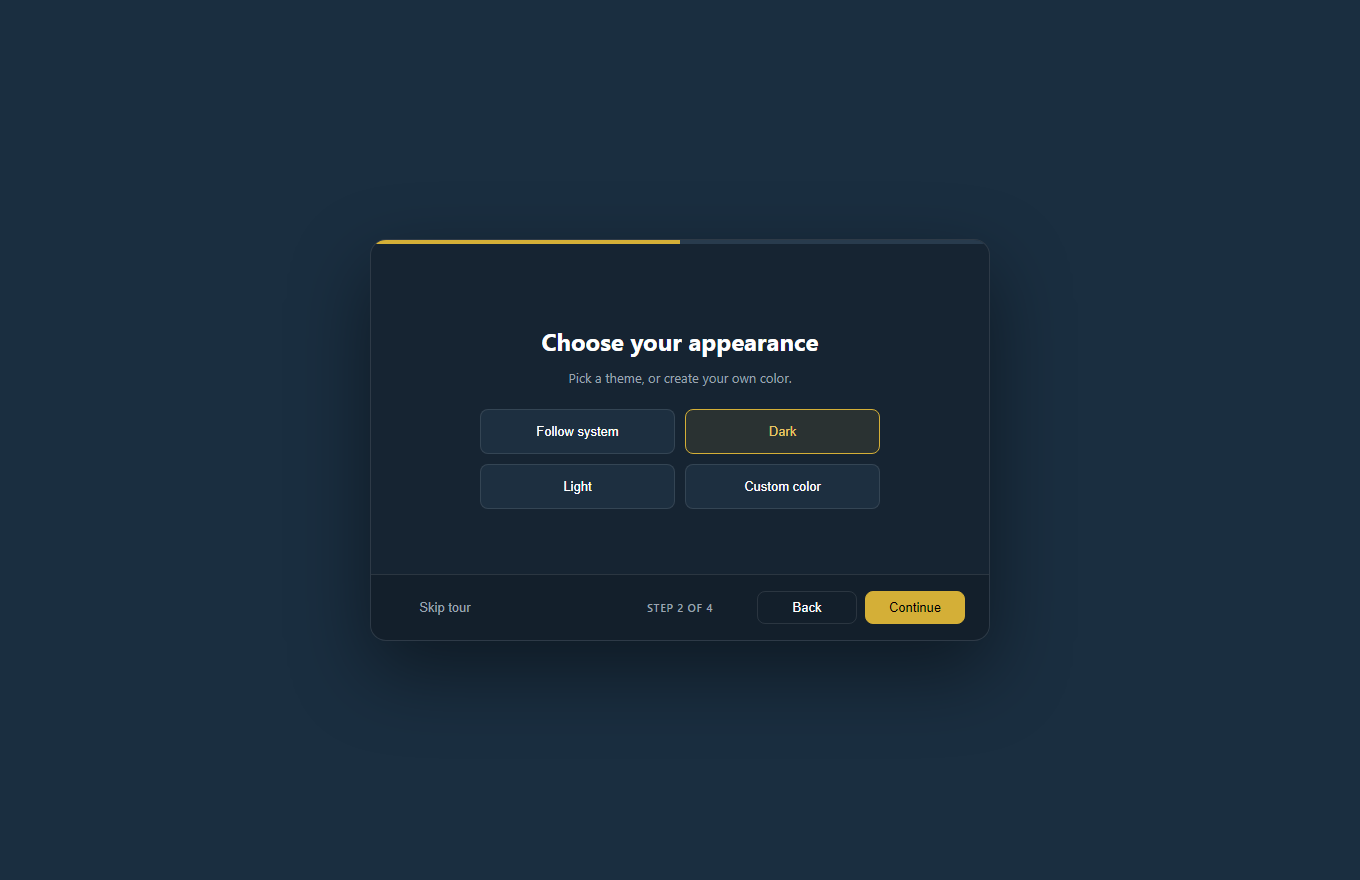 Choose your appearance
Pick a theme, or create your own color.
Follow system
Dark
Light
Custom color
Skip tour
STEP 2 OF 4
Back
Continue